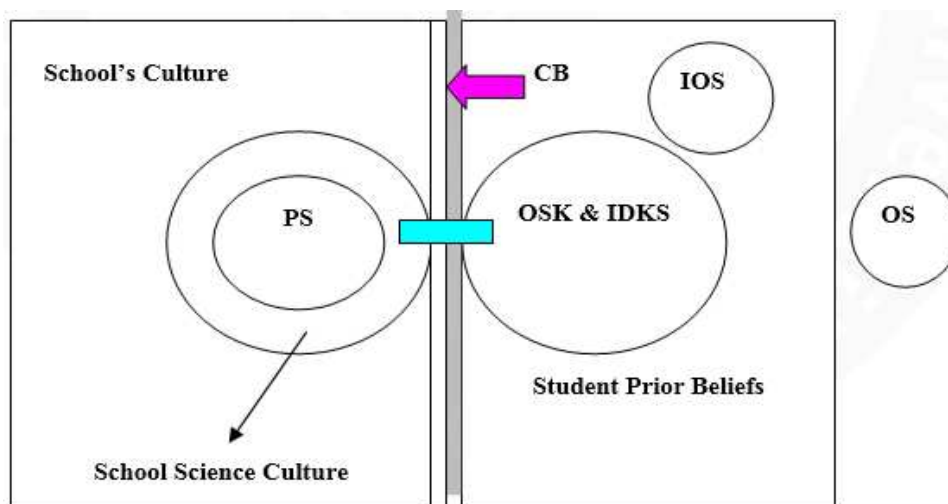 School's Culture
CB
IOS
PS
OSK & IDKS
OS
Student Prior Beliefs
School Science Culture